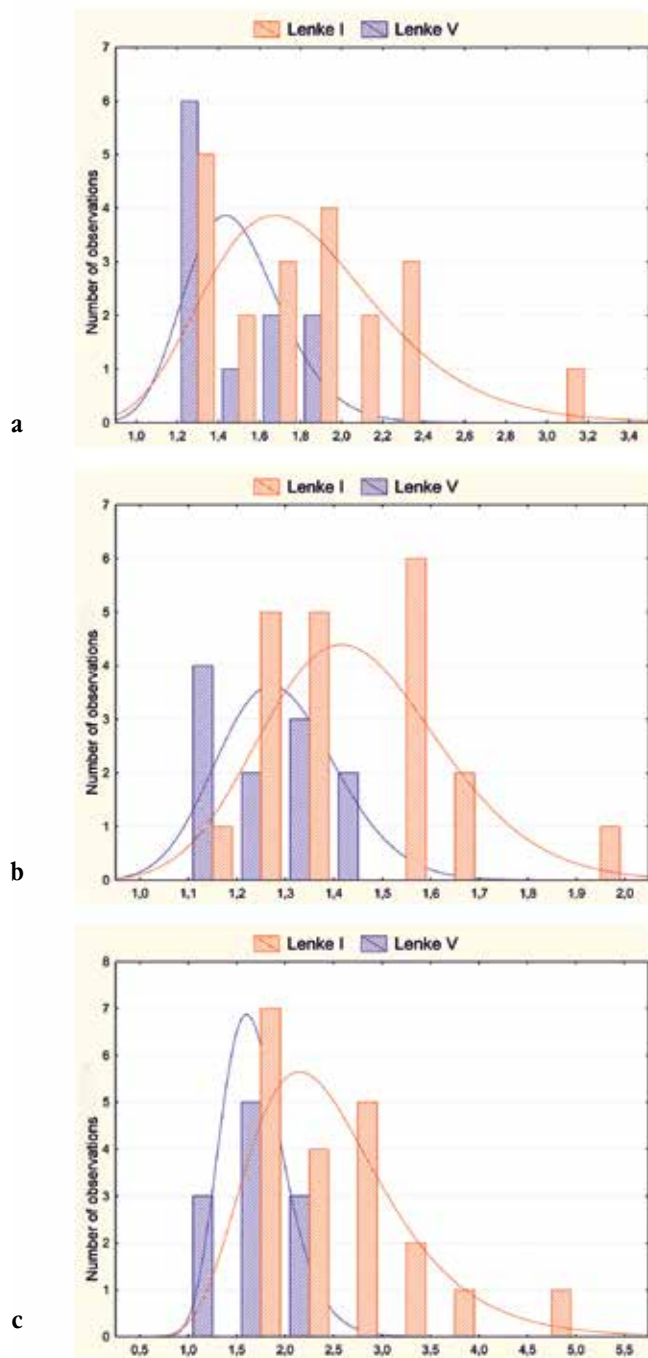 Lenke I Lenke V
7
6
5
4
3
2
1
0
Number of observations
1,0 1,2 1,4 1,6 1,8 2,0 2,2 2,4 2,6 2,8 3,0 3,2 3,4
a
Lenke I Lenke V
7
6
5
4
3
2
1
0
Number of observations
1,0 1,1 1,2 1,3 1,4 1,5 1,6 1,7 1,8 1,9 2,0
b
Lenke I Lenke V
8
7
6
5
4
3
2
1
0
Number of observations
0,5 1,0 1,5 2,0 2,5 3,0 3,5 4,0 4,5 5,0 5,5
c